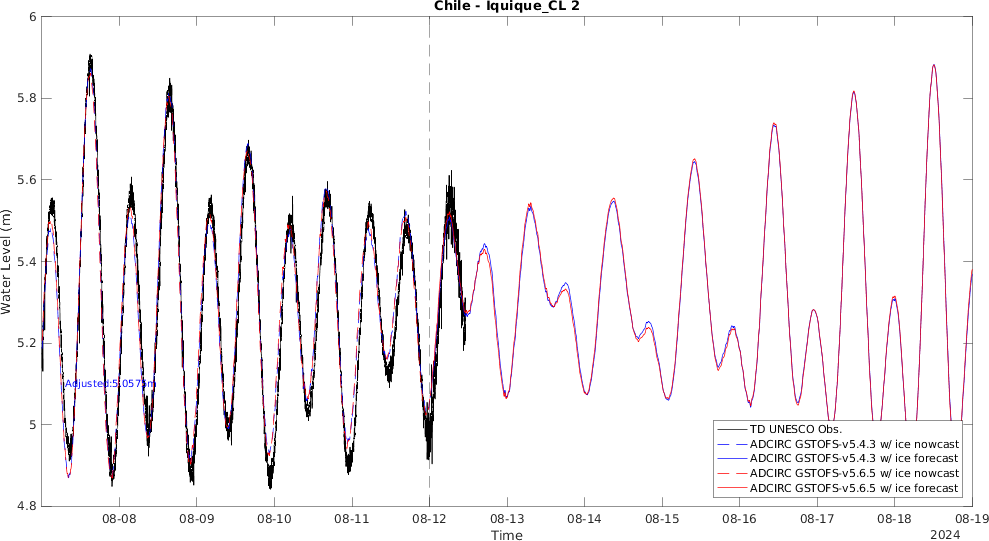 Chile - Iquique_CL 2
6
5.8
5.6
5.4
5.2
5
4.8
Water Level (m)
Adjusted:5.0575m
TD UNESCO Obs.
ADCIRC GSTOFS-v5.4.3 w/ ice nowcast
ADCIRC GSTOFS-v5.4.3 w/ ice forecast
ADCIRC GSTOFS-v5.6.5 w/ ice nowcast
ADCIRC GSTOFS-v5.6.5 w/ ice forecast
08-08 08-09 08-10 08-11 08-12 08-13 08-14 08-15 08-16 08-17 08-18 08-19
Time
2024